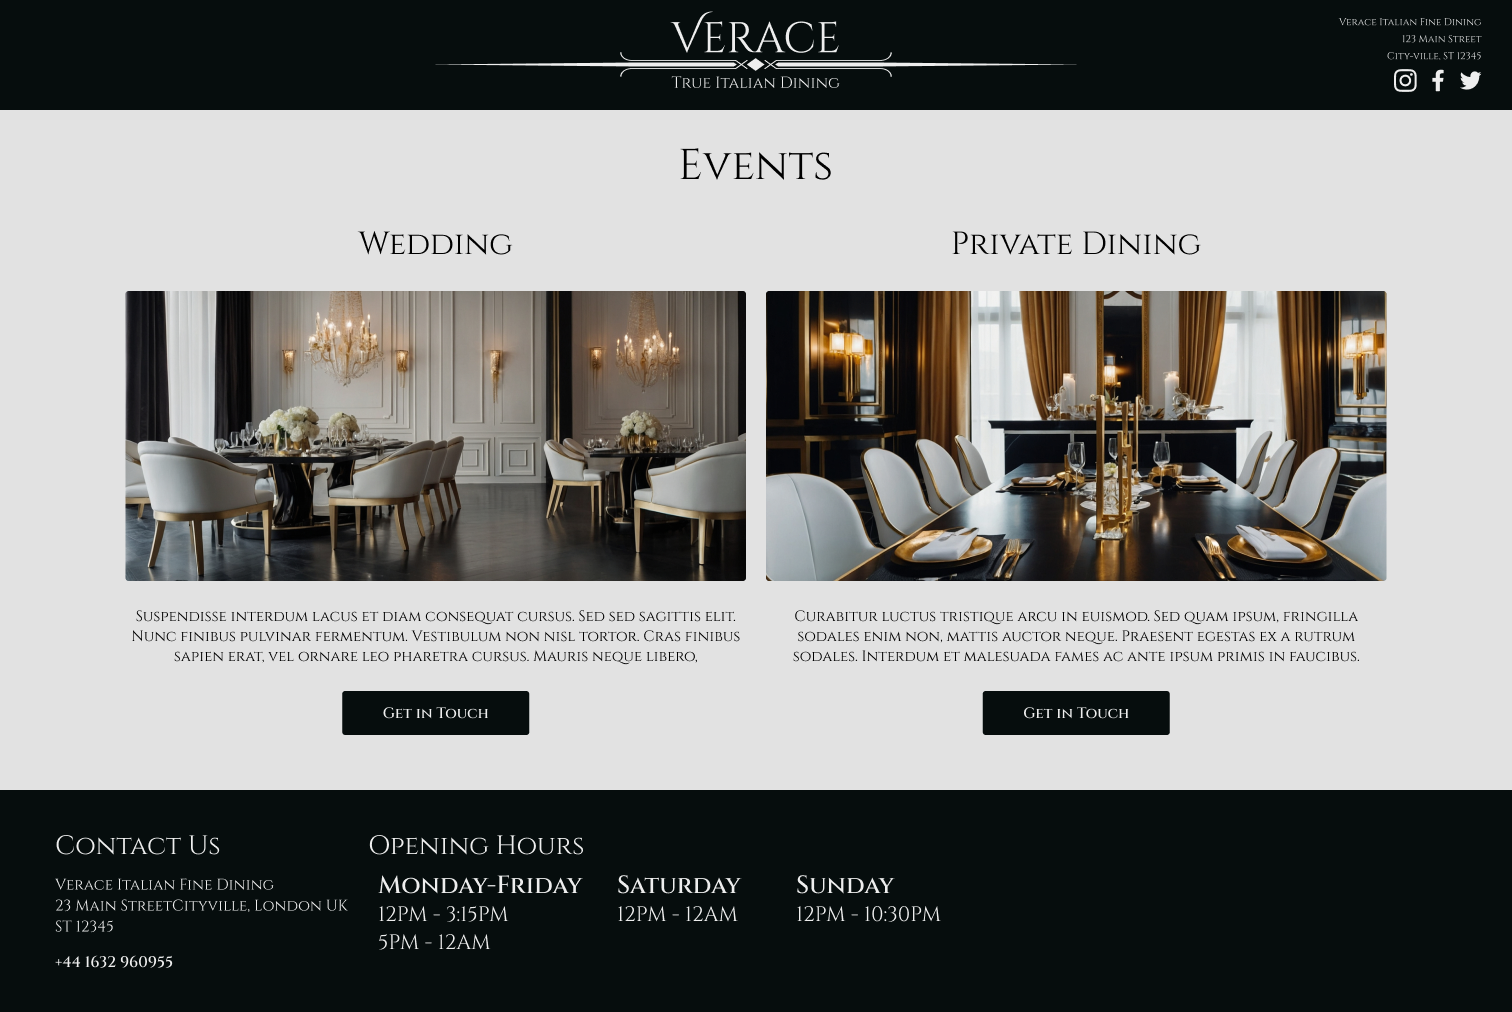 VERACE
TRUE ITALIAN DINING
VERACE ITALIAN FINE DINING
123 MAIN STREET
CITY-VILLE, ST 12345
EVENTS
WEDDING
PRIVATE DINING
SUSPENDISSE INTERDUM LACUS ET DIAM CONSEQUAT CURSUS. SED SED SAGITTIS ELIT.
NUNC FINIBUS PULVINAR FERMENTUM. VESTIBULUM NON NISL TORTOR. CRAS FINIBUS
SAPIEN ERAT, VEL ORNARE LEO PHARETRA CURSUS. MAURIS NEQUE LIBERO,
GET IN TOUCH
CURABITUR LUCTUS TRISTIQUE ARCU IN EUISMOD. SED QUAM IPSUM, FRINGILLA
SODALES ENIM NON, MATTIS AUCTOR NEQUE. PRAESENT EGESTAS EX A RUTRUM
SODALES. INTERDUM ET MALESUADA FAMES AC ANTE IPSUM PRIMIS IN FAUCIBUS.
GET IN TOUCH
CONTACT US
VERACE ITALIAN FINE DINING
23 MAIN STREETCITYVILLE, LONDON UK
ST 12345
+44 1632 960955
OPENING HOURS
MONDAY-FRIDAY
12PM - 3:15PM
5PM - 12AM
SATURDAY
12PM - 12AM
SUNDAY
12PM - 10:30PM